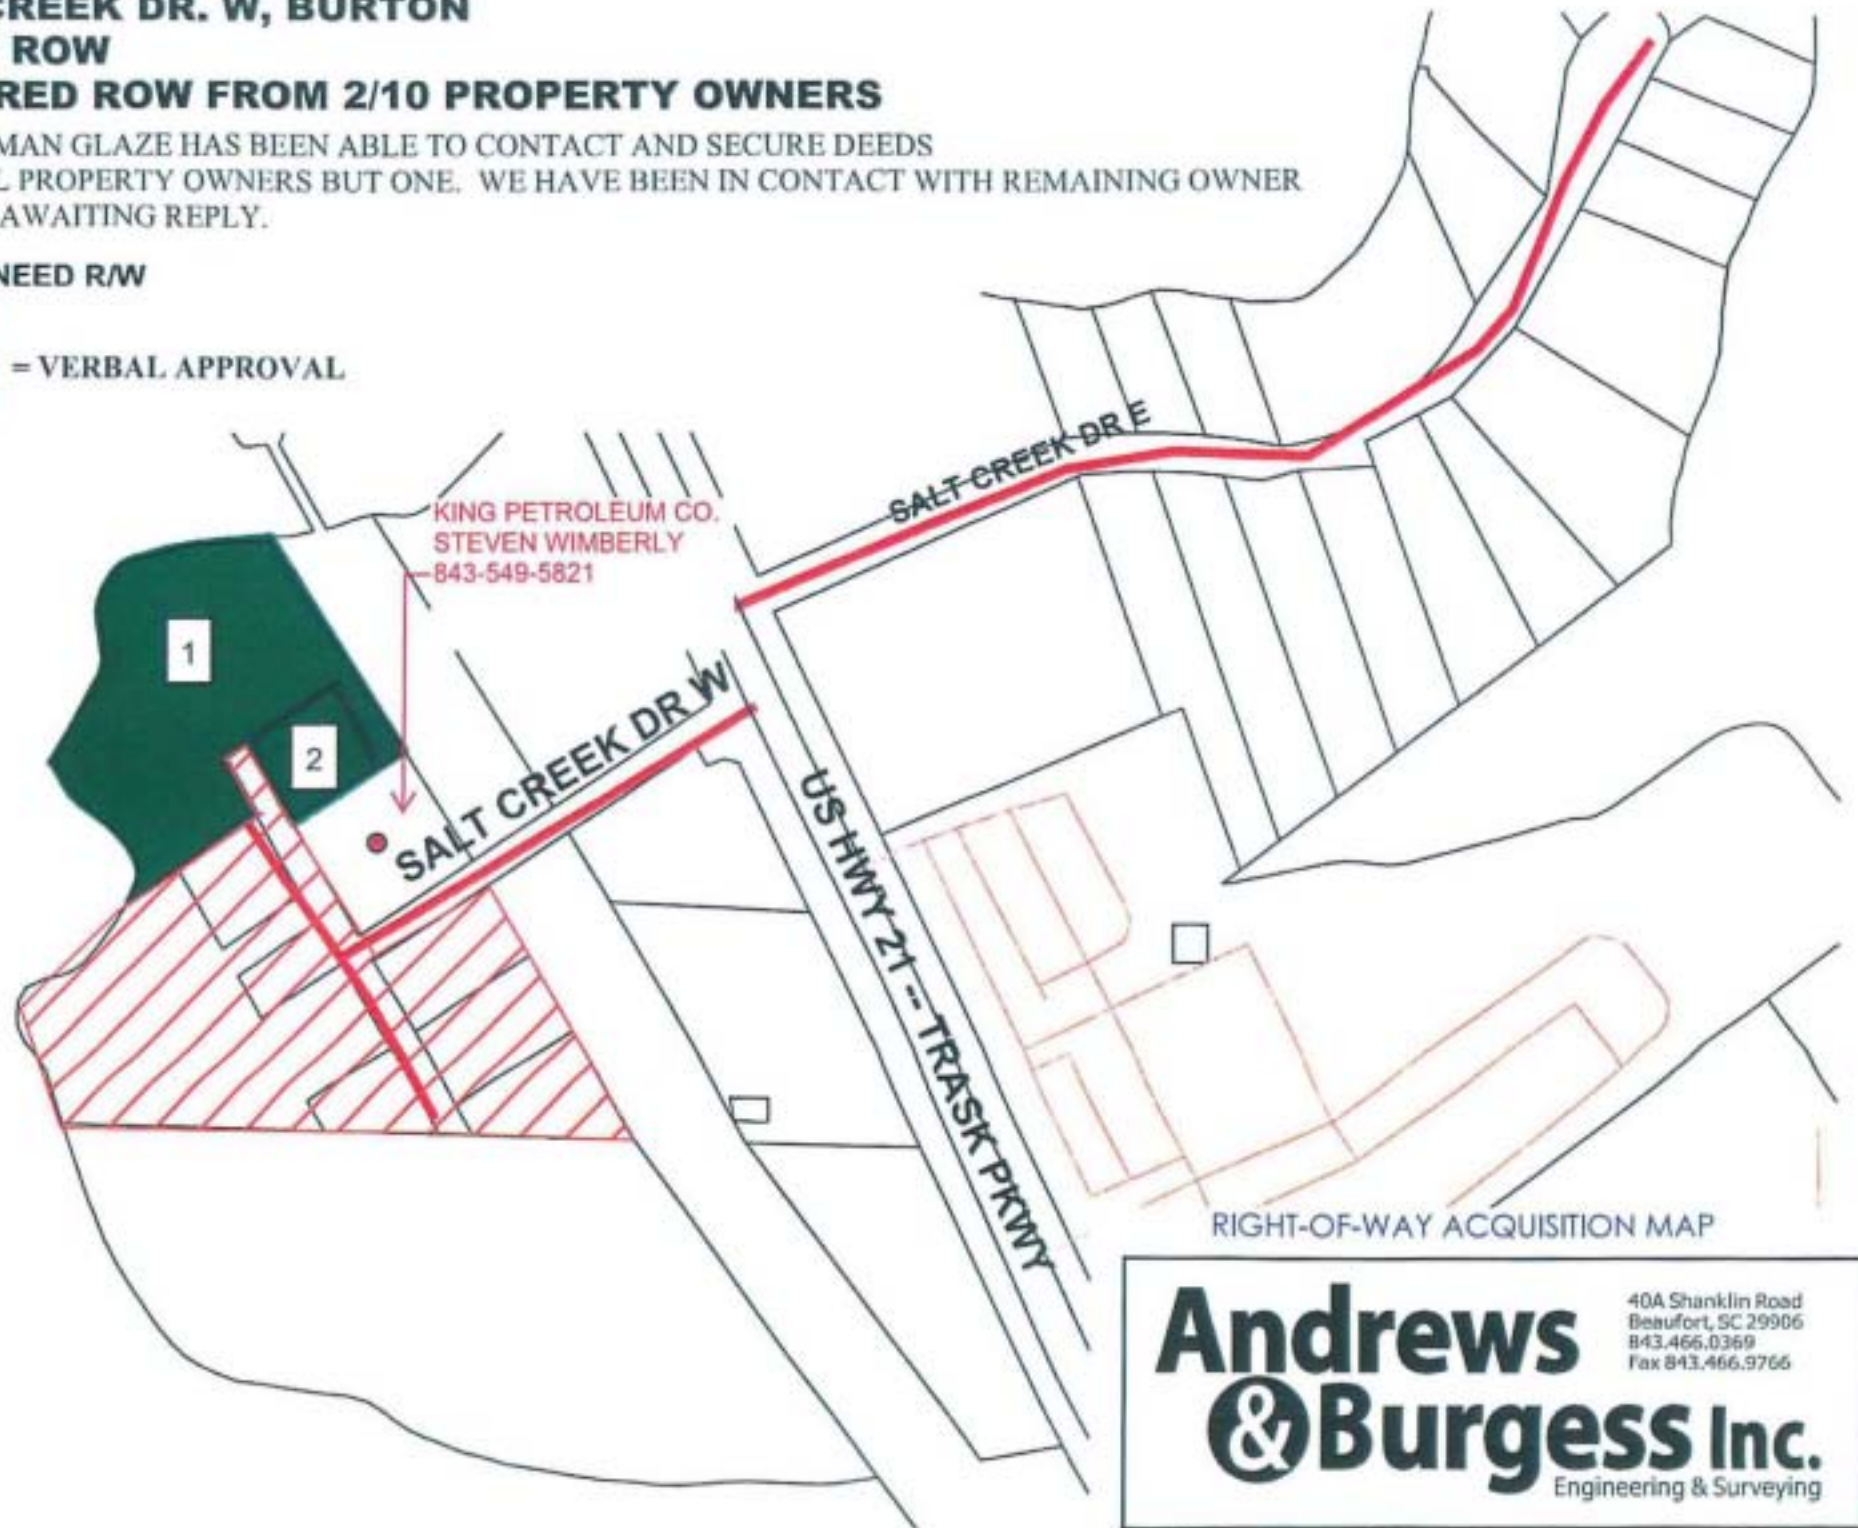 CREEK DR. W, BURTON
ROW
RED ROW FROM 2/10 PROPERTY OWNERS
MAN GLAZE HAS BEEN ABLE TO CONTACT AND SECURE DEEDS
L PROPERTY OWNERS BUT ONE. WE HAVE BEEN IN CONTACT WITH REMAINING OWNER
AWAITING REPLY.
NEED R/W
= VERBAL APPROVAL
SALT CREEK DR E
KING PETROLEUM CO.
STEVEN WIMBERLY
843-549-5821
1
2
SALT CREEK DR W
US HWY 21 -- TRASK PKWY
RIGHT-OF-WAY ACQUISITION MAP
Andrews
& Burgess Inc.
Engineering & Surveying
40A Shanklin Road
Beaufort, SC 29906
843.466.0369
Fax 843.466.9766